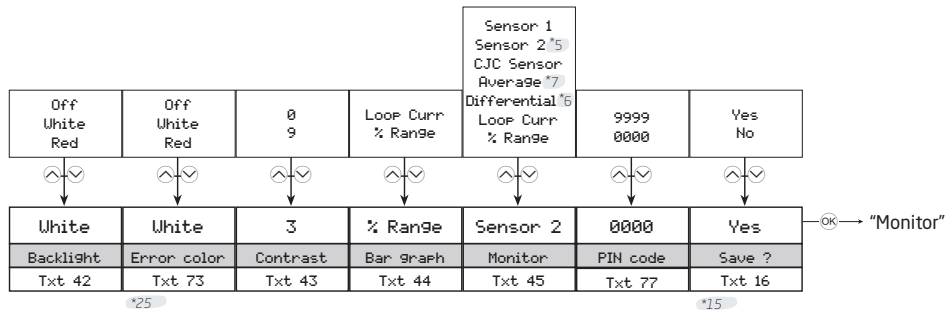 Sensor 1
Sensor 2 *5
CJC Sensor
Average *7
Differential *6
Loop Curr
% Range
Off
White
Red
Off
White
Red
0
9
Loop Curr
% Range
9999
0000
Yes
No
White
White
3
% Range
Sensor 2
0000
Yes
OK
"Monitor"
Backlight
Error color
Contrast
Bar graph
Monitor
PIN code
Save ?
Txt 42
Txt 73
Txt 43
Txt 44
Txt 45
Txt 77
Txt 16
*25
*15